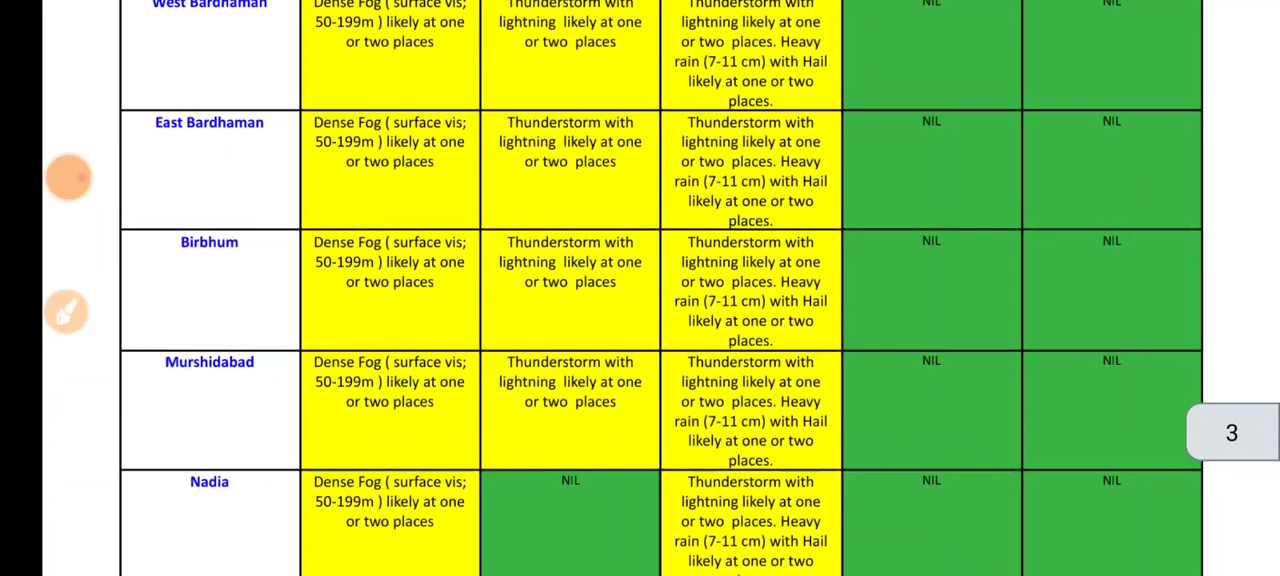 West Bardhaman
Dense Fog ( surface vis;
50-199m ) likely at one
or two places
Thunderstorm with
lightning likely at one
or two places
Thunderstorm with
lightning likely at one
or two places. Heavy
rain (7-11 cm) with Hail
likely at one or two
places.
NIL
NIL
East Bardhaman
Dense Fog ( surface vis;
50-199m ) likely at one
or two places
Thunderstorm with
lightning likely at one
or two places
Thunderstorm with
lightning likely at one
or two places. Heavy
rain (7-11 cm) with Hail
likely at one or two
places.
NIL
NIL
Birbhum
Dense Fog ( surface vis;
50-199m ) likely at one
or two places
Thunderstorm with
lightning likely at one
or two places
Thunderstorm with
lightning likely at one
or two places. Heavy
rain (7-11 cm) with Hail
likely at one or two
places.
NIL
NIL
Murshidabad
Dense Fog ( surface vis;
50-199m ) likely at one
or two places
Thunderstorm with
lightning likely at one
or two places
Thunderstorm with
lightning likely at one
or two places. Heavy
rain (7-11 cm) with Hail
likely at one or two
places.
NIL
NIL
3
Nadia
Dense Fog ( surface vis;
50-199m ) likely at one
or two places
NIL
Thunderstorm with
lightning likely at one
or two places. Heavy
rain (7-11 cm) with Hail
likely at one or two
NIL
NIL